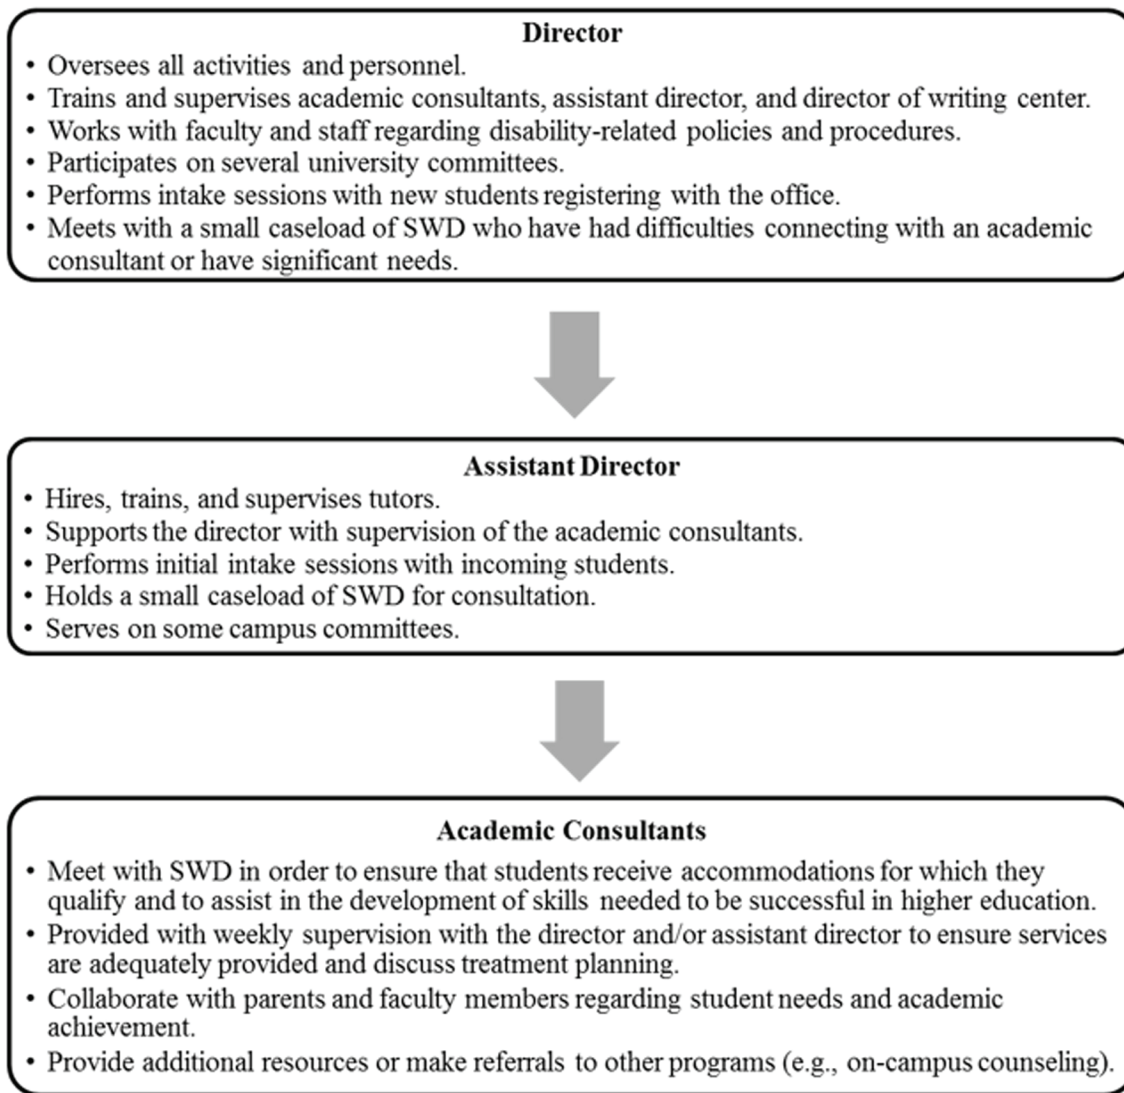 Director
• Oversees all activities and personnel.
• Trains and supervises academic consultants, assistant director, and director of writing center.
• Works with faculty and staff regarding disability-related policies and procedures.
• Participates on several university committees.
• Performs intake sessions with new students registering with the office.
• Meets with a small caseload of SWD who have had difficulties connecting with an academic
consultant or have significant needs.
Assistant Director
• Hires, trains, and supervises tutors.
• Supports the director with supervision of the academic consultants.
• Performs initial intake sessions with incoming students.
• Holds a small caseload of SWD for consultation.
• Serves on some campus committees.
Academic Consultants
• Meet with SWD in order to ensure that students receive accommodations for which they
qualify and to assist in the development of skills needed to be successful in higher education.
• Provided with weekly supervision with the director and/or assistant director to ensure services
are adequately provided and discuss treatment planning.
• Collaborate with parents and faculty members regarding student needs and academic
achievement.
• Provide additional resources or make referrals to other programs (e.g., on-campus counseling).